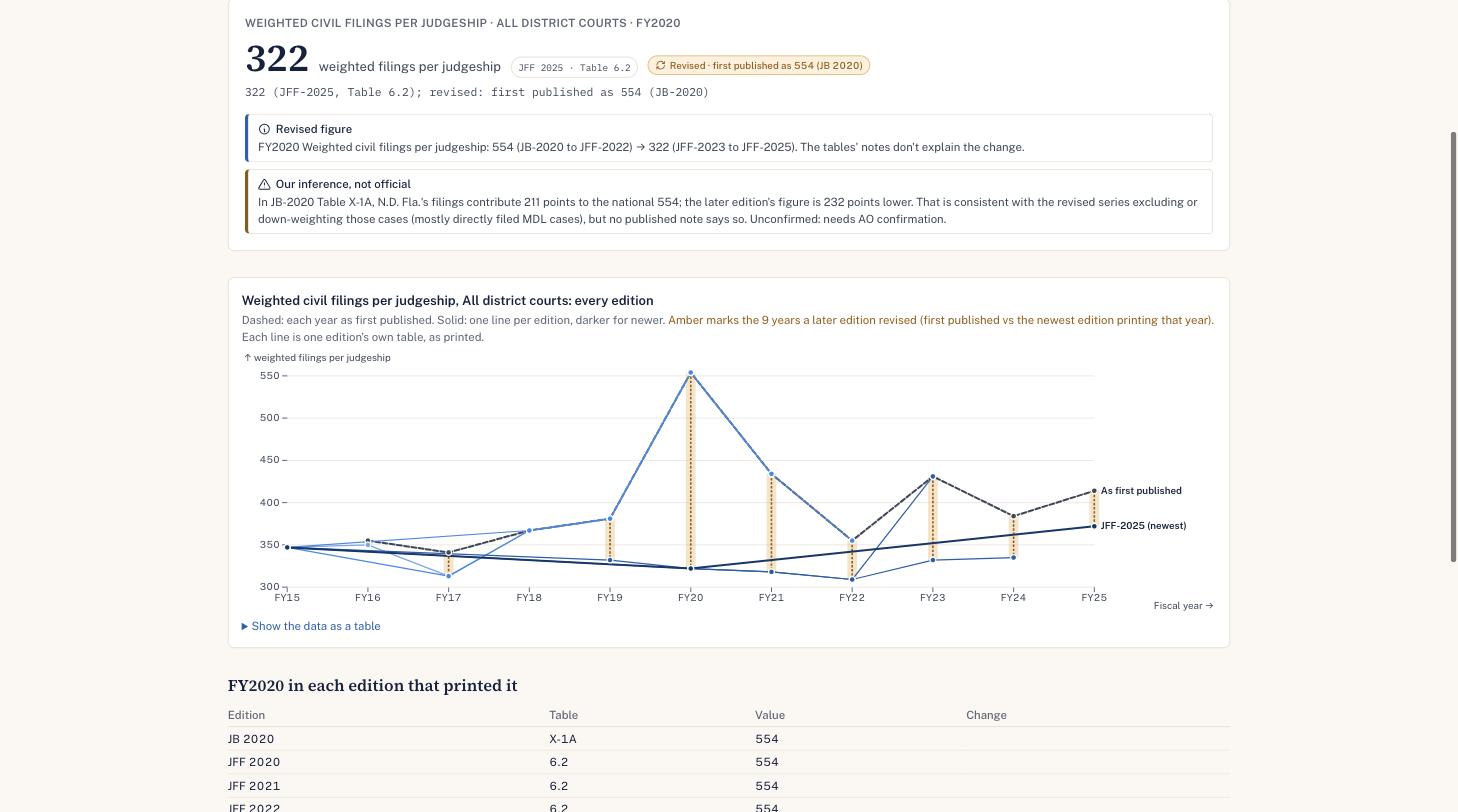 WEIGHTED CIVIL FILINGS PER JUDGESHIP · ALL DISTRICT COURTS · FY2020
322 weighted filings per judgeship JFF 2025 · Table 6.2 Revised · first published as 554 (JB 2020)
322 (JFF-2025, Table 6.2); revised: first published as 554 (JB-2020)
Revised figure
FY2020 Weighted civil filings per judgeship: 554 (JB-2020 to JFF-2022) → 322 (JFF-2023 to JFF-2025). The tables' notes don't explain the change.
Our inference, not official
In JB-2020 Table X-1A, N.D. Fla.'s filings contribute 211 points to the national 554; the later edition's figure is 232 points lower. That is consistent with the revised series excluding or
down-weighting those cases (mostly directly filed MDL cases), but no published note says so. Unconfirmed: needs AO confirmation.
Weighted civil filings per judgeship, All district courts: every edition
Dashed: each year as first published. Solid: one line per edition, darker for newer. Amber marks the 9 years a later edition revised (first published vs the newest edition printing that year).
Each line is one edition's own table, as printed.
↑ weighted filings per judgeship
550
500
450
400
350
300
As first published
JFF-2025 (newest)
FY15 FY16 FY17 FY18 FY19 FY20 FY21 FY22 FY23 FY24 FY25
Fiscal year →
▶ Show the data as a table
FY2020 in each edition that printed it
Edition Table Value Change
JB 2020 X-1A 554
JFF 2020 6.2 554
JFF 2021 6.2 554
JFF 2022 6.2 554